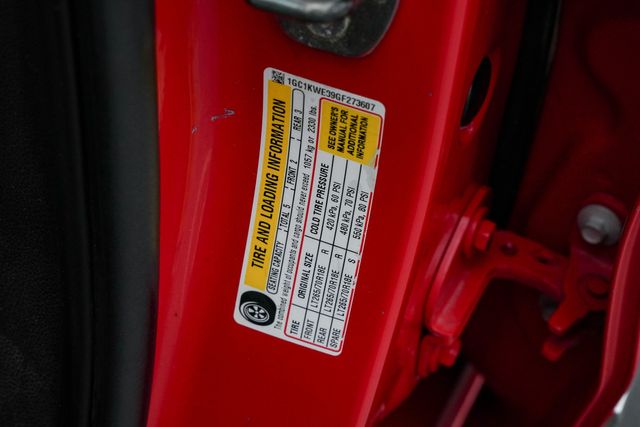 1GC1KWE39GF273607
TIRE AND LOADING INFORMATION
SEE OWNER'S
MANUAL FOR
ADDITIONAL
INFORMATION
SEATING CAPACITY TOTAL 5 FRONT 2 REAR 3
The combined weight of occupants and cargo should never exceed 1057 kg or 2330 lbs.
TIRE ORIGINAL SIZE COLD TIRE PRESSURE
FRONT LT265/70R18E R 420 kPa, 60 PSI
REAR LT265/70R18E R 480 kPa, 70 PSI
SPARE LT265/70R18E S 550 kPa, 80 PSI